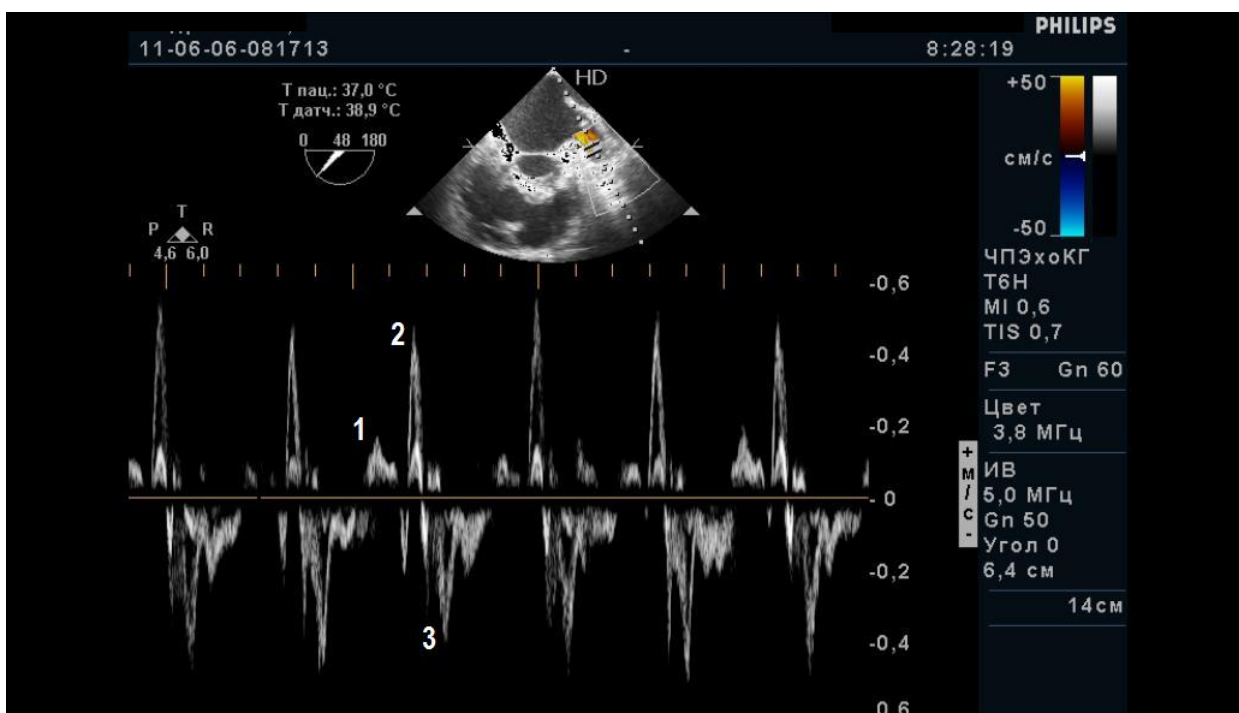 PHILIPS
11-06-06-081713 - 8:28:19
HD
Т пац.: 37,0 °C
Т датч.: 38,9 °C
0 48 180
T
P R
4,6 6,0
+50
см/с
-50
ЧПЭхоКГ
T6H
MI 0,6
TIS 0,7
F3 Gn 60
Цвет
3,8 МГц
ИВ
5,0 МГц
Gn 50
Угол 0
6,4 см
14см
-0,6
-0,4
-0,2
- 0
-0,2
-0,4
+ м / с -
1
2
3